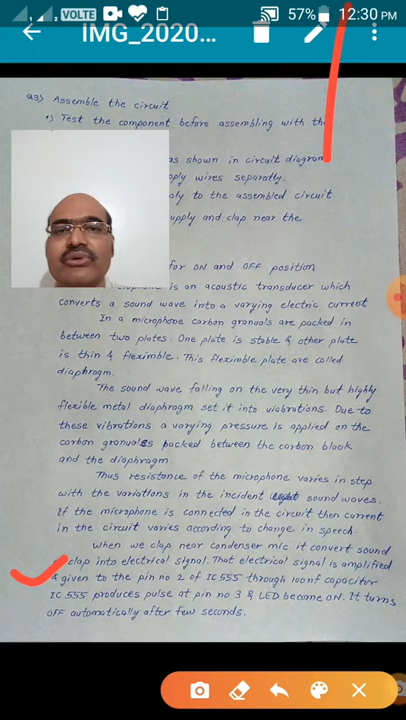 VOLTE 57% 12:30 PM
IMG_2020...
Q3) Assemble the circuit
•) Test the component before assembling with the
as shown in circuit diagram
pply wires separatly.
ly to the assembled circuit
upply and clap near the
for ON and OFF position
is an acoustic transducer which
converts a sound wave into a varying electric current
In a microphone carbon granuals are packed in
between two plates. One plate is stable & other plate
is thin & fleximble. This fleximble plate are called
diaphragm.
The sound wave falling on the very thin but highly
flexible metal diaphragm set it into viabrations. Due to
these vibrations a varying pressure is applied on the
carbon granuals packed between the carbon block
and the diaphragm
Thus resistance of the microphone varies in step
with the variations in the incident sound waves.
If the microphone is connected in the circuit then current
in the circuit varies according to change in speech.
When we clap near condenser mic it convert sound
clap into electrical signal. That electrical signal is amplified
& given to the pin no 2 of IC 555 through 100nf capacitor
IC 555 produces pulse at pin no 3 & LED become ON. It turns
OFF automatically after few seconds.